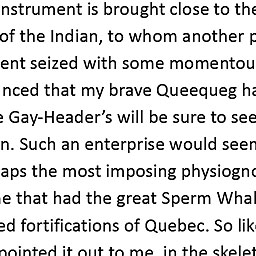 nstrument is brought close to the
of the Indian, to whom another p
ent seized with some momentou
nced that my brave Queequeg ha
e Gay-Header’s will be sure to see
n. Such an enterprise would seen
aps the most imposing physiogno
e that had the great Sperm Whal
ed fortifications of Quebec. So lik
pointed it out to me, in the skelet